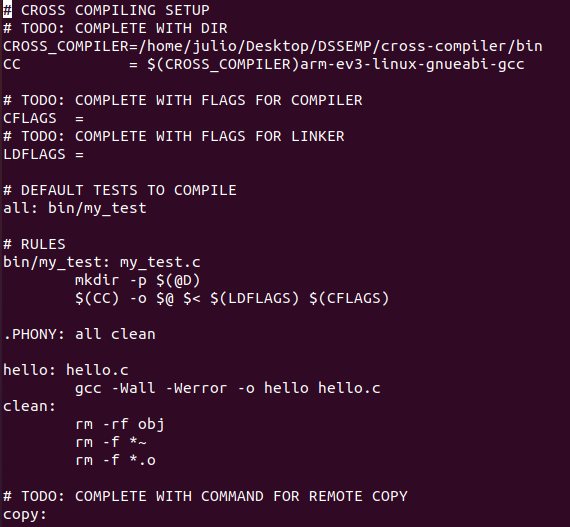 # CROSS COMPILING SETUP
# TODO: COMPLETE WITH DIR
CROSS_COMPILER=/home/julio/Desktop/DSSEMP/cross-compiler/bin
CC            = $(CROSS_COMPILER)arm-ev3-linux-gnueabi-gcc

# TODO: COMPLETE WITH FLAGS FOR COMPILER
CFLAGS  =
# TODO: COMPLETE WITH FLAGS FOR LINKER
LDFLAGS =

# DEFAULT TESTS TO COMPILE
all: bin/my_test

# RULES
bin/my_test: my_test.c
        mkdir -p $(@D)
        $(CC) -o $@ $< $(LDFLAGS) $(CFLAGS)

.PHONY: all clean

hello: hello.c
        gcc -Wall -Werror -o hello hello.c
clean:
        rm -rf obj
        rm -f *~
        rm -f *.o

# TODO: COMPLETE WITH COMMAND FOR REMOTE COPY
copy: